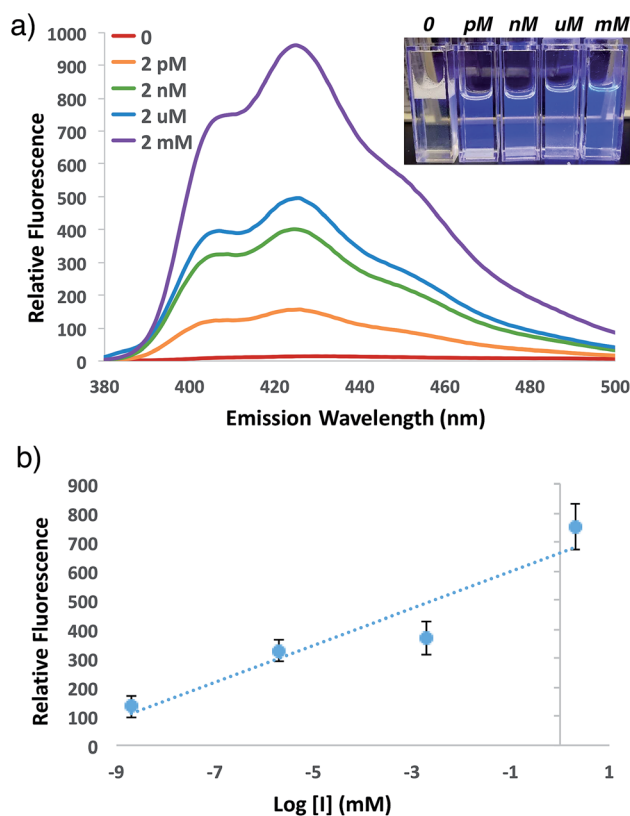 a)
0 pM nM uM mM
1000
900
800
700
600
500
400
300
200
100
0
Relative Fluorescence
0
2 pM
2 nM
2 uM
2 mM
380 400 420 440 460 480 500
Emission Wavelength (nm)
b)
900
800
700
600
500
400
300
200
100
0
Relative Fluorescence
-9 -7 -5 -3 -1 1
Log [I] (mM)